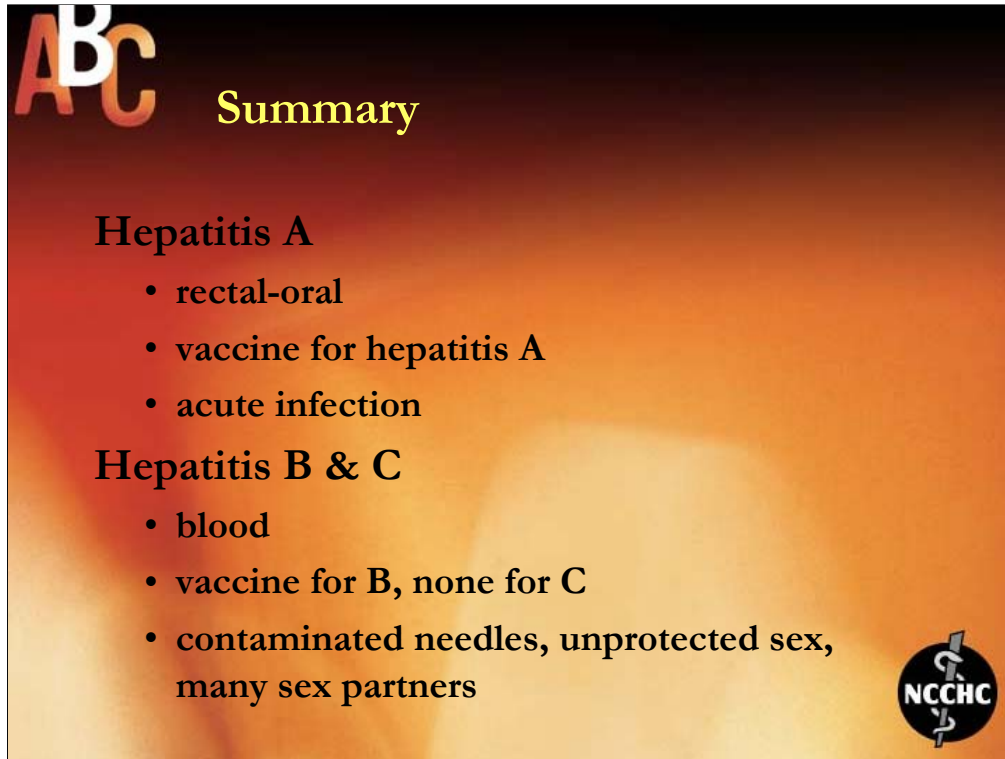 ABC
Summary
Hepatitis A
• rectal-oral
• vaccine for hepatitis A
• acute infection
Hepatitis B & C
• blood
• vaccine for B, none for C
• contaminated needles, unprotected sex,
many sex partners
NCCHC